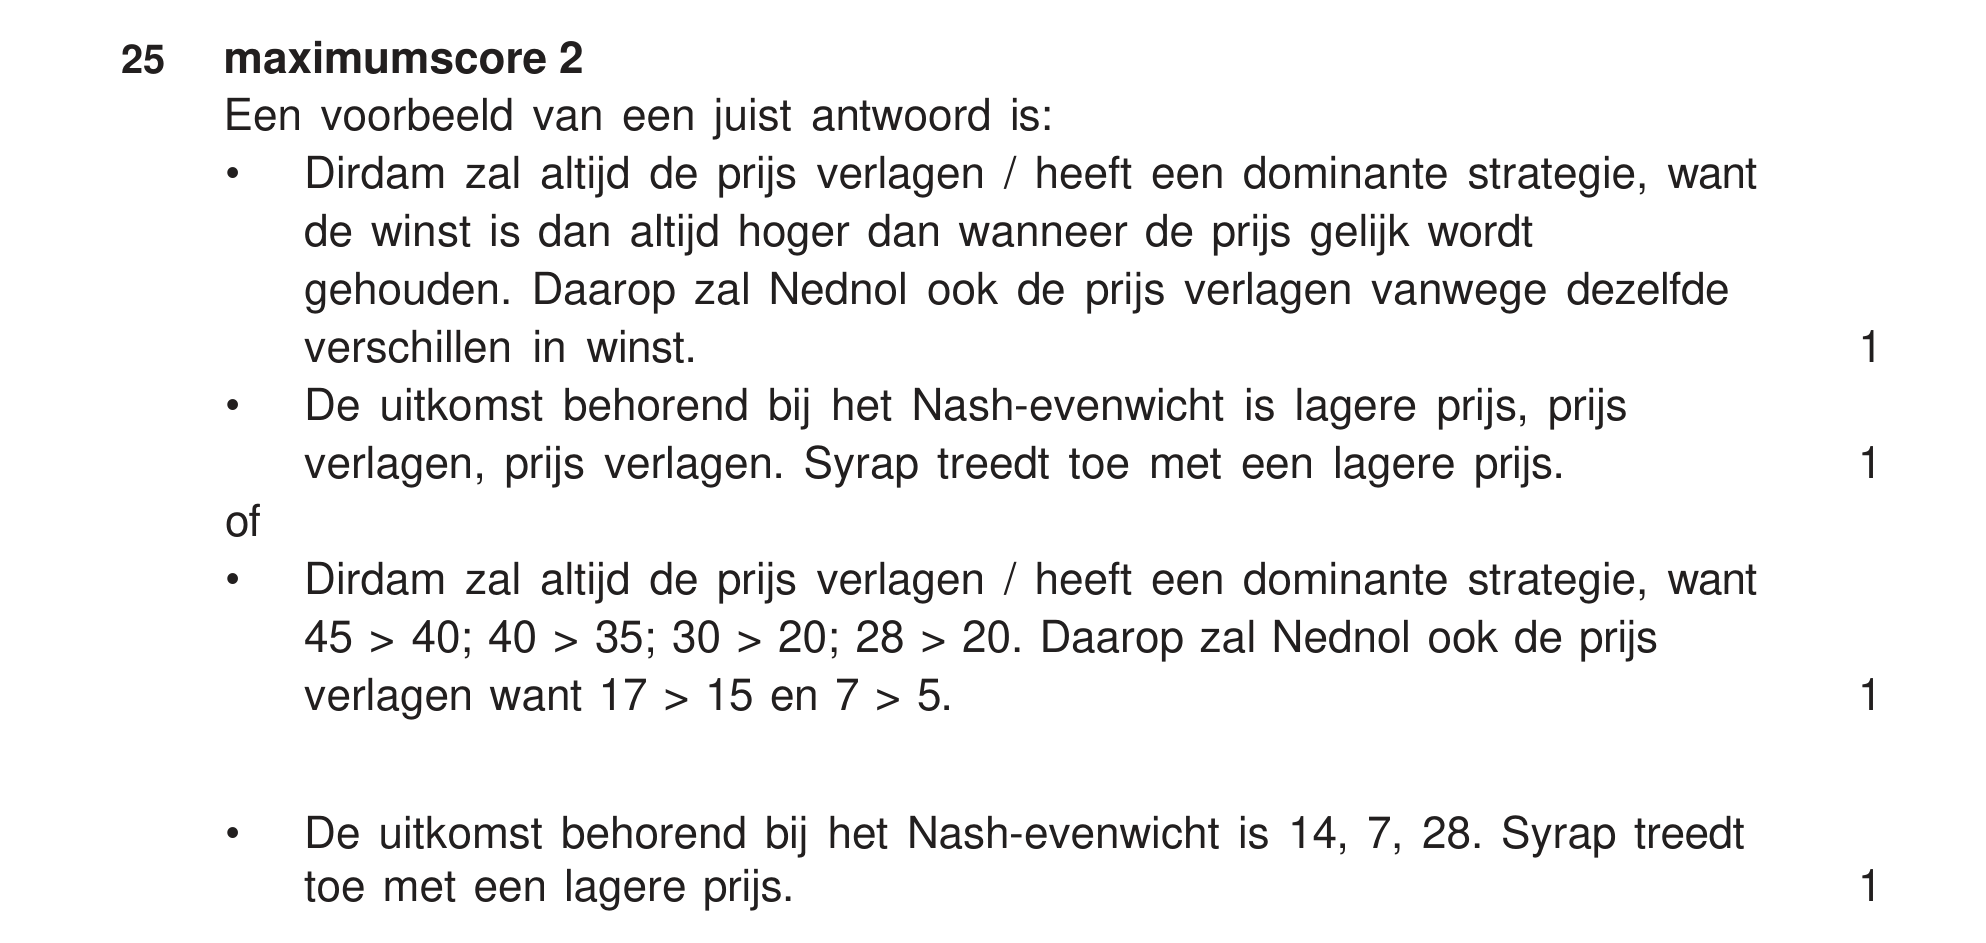 25 maximumscore 2
Een voorbeeld van een juist antwoord is:
• Dirdam zal altijd de prijs verlagen / heeft een dominante strategie, want
de winst is dan altijd hoger dan wanneer de prijs gelijk wordt
gehouden. Daarop zal Nednol ook de prijs verlagen vanwege dezelfde
verschillen in winst. 1
• De uitkomst behorend bij het Nash-evenwicht is lagere prijs, prijs
verlagen, prijs verlagen. Syrap treedt toe met een lagere prijs. 1
of
• Dirdam zal altijd de prijs verlagen / heeft een dominante strategie, want
45 > 40; 40 > 35; 30 > 20; 28 > 20. Daarop zal Nednol ook de prijs
verlagen want 17 > 15 en 7 > 5. 1
• De uitkomst behorend bij het Nash-evenwicht is 14, 7, 28. Syrap treedt
toe met een lagere prijs. 1